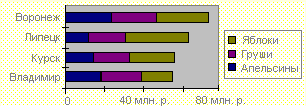 Воронеж
Липецк
Курск
Владимир
0 40 млн. р. 80 млн. р.
Яблоки
Груши
Апельсины